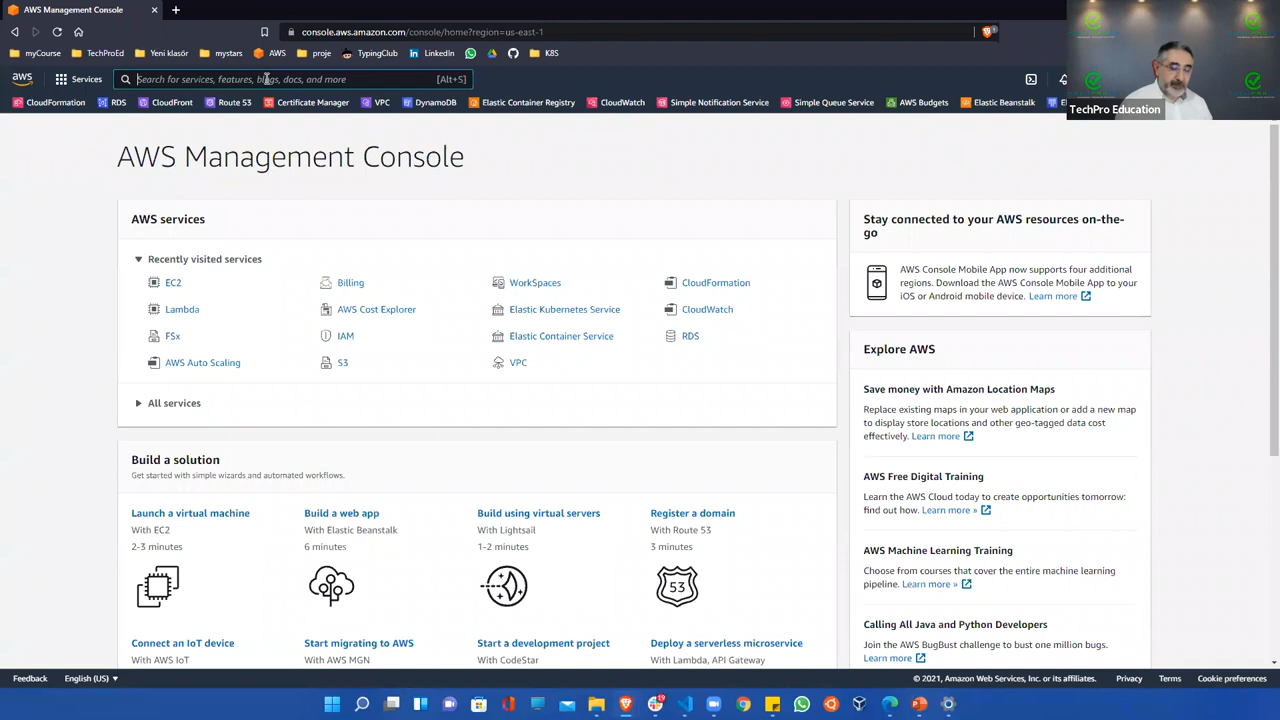 AWS Management Console
console.aws.amazon.com/console/home?region=us-east-1
myCourse
TechProEd
Yeni klasör
mystars
AWS
proje
TypingClub
LinkedIn
K8S
aws
Services
Search for services, features, blogs, docs, and more
[Alt+S]
CloudFormation
RDS
CloudFront
Route 53
Certificate Manager
VPC
DynamoDB
Elastic Container Registry
CloudWatch
Simple Notification Service
Simple Queue Service
AWS Budgets
Elastic Beanstalk
TechPro Education
AWS Management Console
AWS services
Recently visited services
EC2
Billing
WorkSpaces
CloudFormation
Lambda
AWS Cost Explorer
Elastic Kubernetes Service
CloudWatch
FSx
IAM
Elastic Container Service
RDS
AWS Auto Scaling
S3
VPC
All services
Build a solution
Get started with simple wizards and automated workflows.
Launch a virtual machine
With EC2
2-3 minutes
Build a web app
With Elastic Beanstalk
6 minutes
Build using virtual servers
With Lightsail
1-2 minutes
Register a domain
With Route 53
3 minutes
53
Connect an IoT device
With AWS IoT
Start migrating to AWS
With AWS MGN
Start a development project
With CodeStar
Deploy a serverless microservice
With Lambda, API Gateway
Stay connected to your AWS resources on-the-
go
AWS Console Mobile App now supports four additional
regions. Download the AWS Console Mobile App to your
iOS or Android mobile device. Learn more
Explore AWS
Save money with Amazon Location Maps
Replace existing maps in your web application or add a new map
to display store locations and other geo-tagged data cost
effectively. Learn more
AWS Free Digital Training
Learn the AWS Cloud today to create opportunities tomorrow:
find out how. Learn more »
AWS Machine Learning Training
Choose from courses that cover the entire machine learning
pipeline. Learn more »
Calling All Java and Python Developers
Join the AWS BugBust challenge to bust one million bugs.
Learn more
Feedback
English (US)
© 2021, Amazon Web Services, Inc. or its affiliates.
Privacy
Terms
Cookie preferences